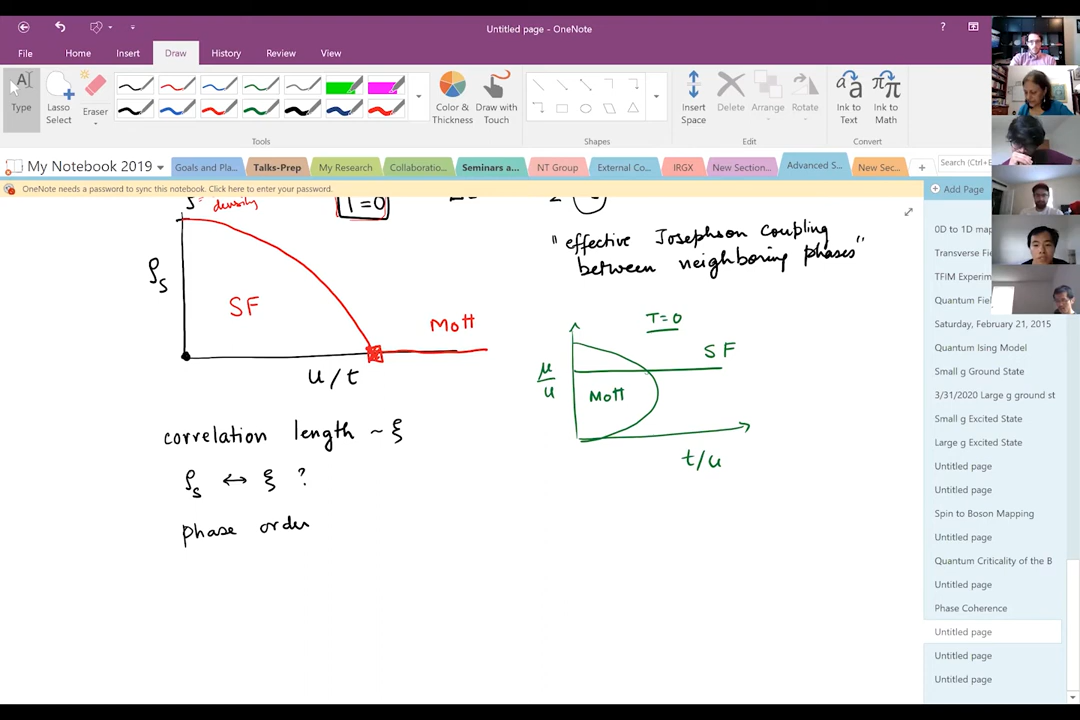 Untitled page - OneNote
File Home Insert Draw History Review View
Type
Lasso Select
Eraser
Color & Thickness
Draw with Touch
Insert Space
Delete
Arrange
Rotate
Ink to Text
Ink to Math
Tools
Shapes
Edit
Convert
My Notebook 2019
Goals and Pla...
Talks-Prep
My Research
Collaboratio...
Seminars a...
NT Group
External Co...
IRGX
New Section...
Advanced S...
New Sec...
Search (Ctrl+E
OneNote needs a password to sync this notebook. Click here to enter your password.
Add Page
0D to 1D map
Transverse Fi
TFIM Experim
Quantum Fiel
Saturday, February 21, 2015
Quantum Ising Model
Small g Ground State
3/31/2020 Large g ground st
Small g Excited State
Large g Excited State
Untitled page
Untitled page
Spin to Boson Mapping
Untitled page
Quantum Criticality of the B
Untitled page
Phase Coherence
Untitled page
Untitled page
Untitled page
density
T=0
"effective Josephson coupling
between neighboring phases"
ρs
SF
Mott
u/t
T=0
SF
μ/u
Mott
t/u
correlation length ~ ξ
ρs ↔ ξ ?
phase order